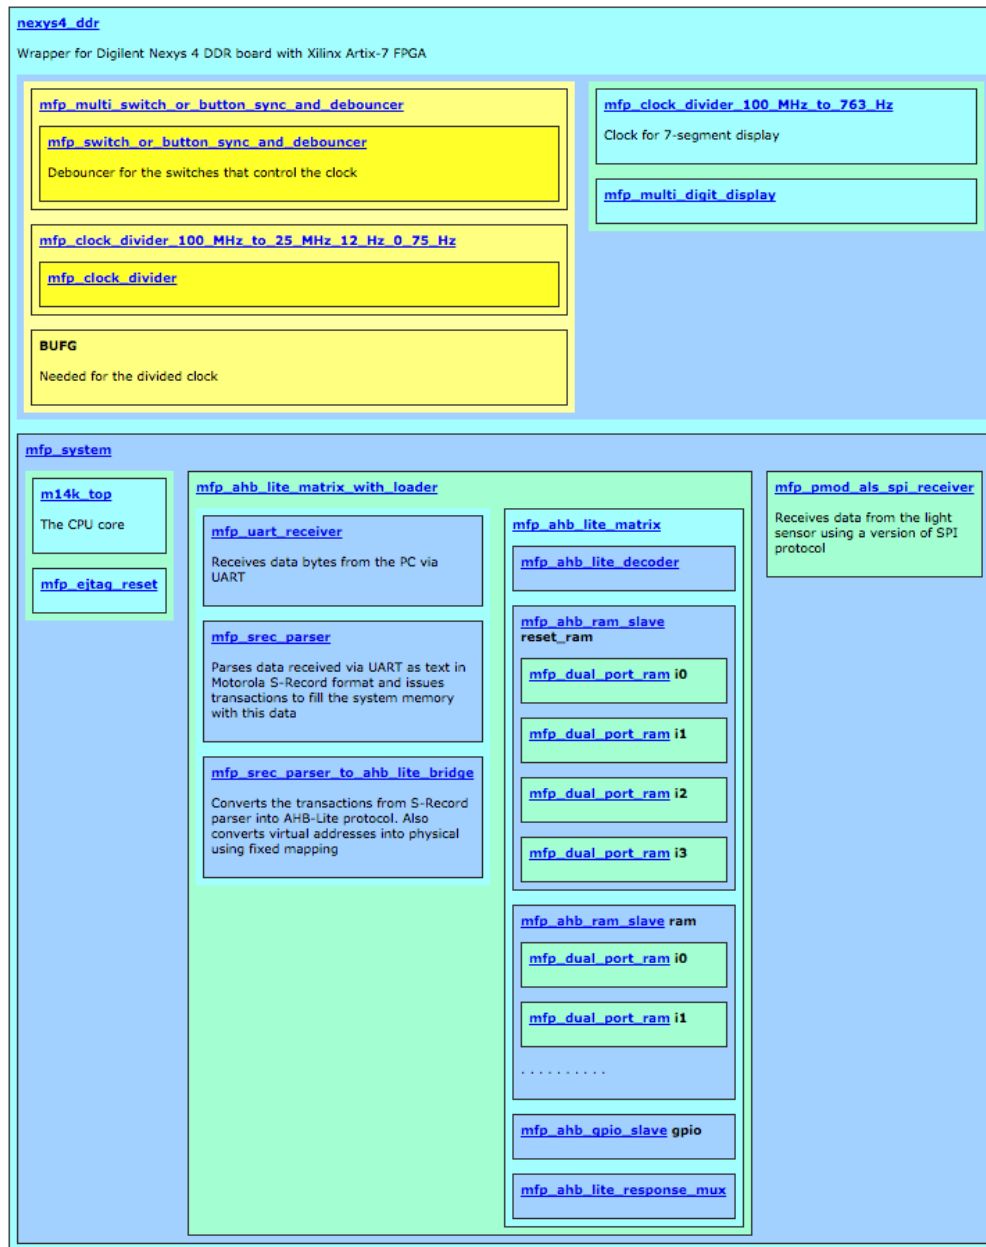 nexys4_ddr
Wrapper for Digilent Nexys 4 DDR board with Xilinx Artix-7 FPGA
mfp_multi_switch_or_button_sync_and_debouncer
mfp_switch_or_button_sync_and_debouncer
Debouncer for the switches that control the clock
mfp_clock_divider_100_MHz_to_25_MHz_12_Hz_0_75_Hz
mfp_clock_divider
BUFG
Needed for the divided clock
mfp_clock_divider_100_MHz_to_763_Hz
Clock for 7-segment display
mfp_multi_digit_display
mfp_system
m14k_top
The CPU core
mfp_ejtag_reset
mfp_ahb_lite_matrix_with_loader
mfp_uart_receiver
Receives data bytes from the PC via
UART
mfp_srec_parser
Parses data received via UART as text in
Motorola S-Record format and issues
transactions to fill the system memory
with this data
mfp_srec_parser_to_ahb_lite_bridge
Converts the transactions from S-Record
parser into AHB-Lite protocol. Also
converts virtual addresses into physical
using fixed mapping
mfp_ahb_lite_matrix
mfp_ahb_lite_decoder
mfp_ahb_ram_slave
reset_ram
mfp_dual_port_ram i0
mfp_dual_port_ram i1
mfp_dual_port_ram i2
mfp_dual_port_ram i3
mfp_ahb_ram_slave ram
mfp_dual_port_ram i0
mfp_dual_port_ram i1
. . . . . . . . . .
mfp_ahb_gpio_slave gpio
mfp_ahb_lite_response_mux
mfp_pmod_als_spi_receiver
Receives data from the light
sensor using a version of SPI
protocol